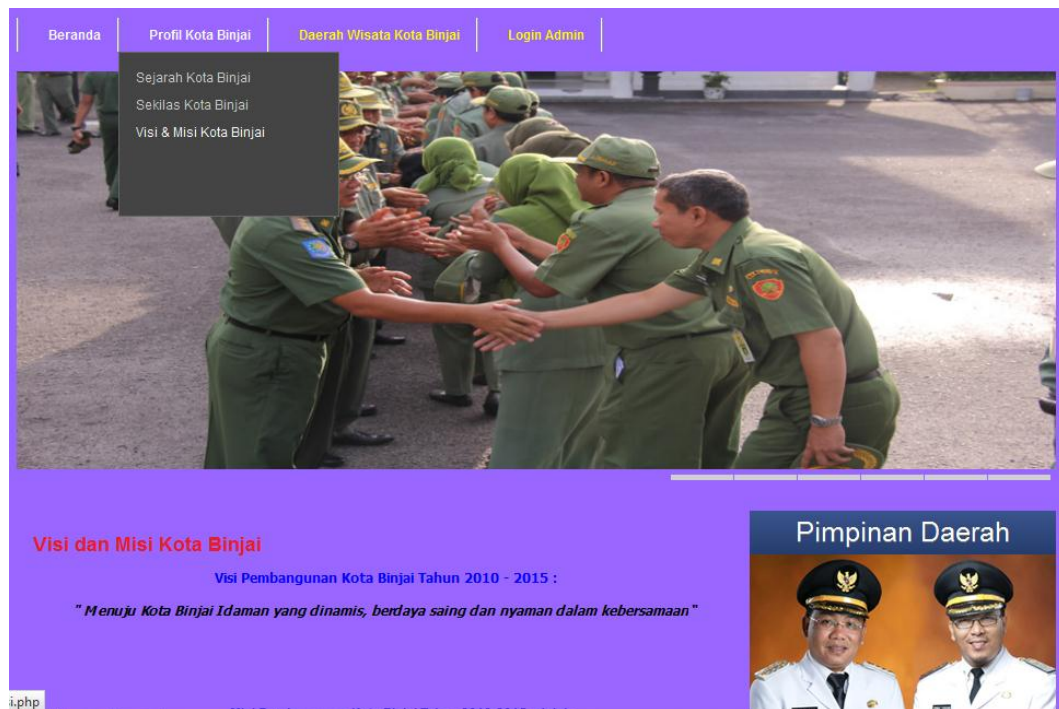 Beranda
Profil Kota Binjai
Daerah Wisata Kota Binjai
Login Admin
Sejarah Kota Binjai
Sekilas Kota Binjai
Visi & Misi Kota Binjai
Visi dan Misi Kota Binjai
Visi Pembangunan Kota Binjai Tahun 2010 - 2015 :
" Menuju Kota Binjai Idaman yang dinamis, berdaya saing dan nyaman dalam kebersamaan "
Pimpinan Daerah
i.php